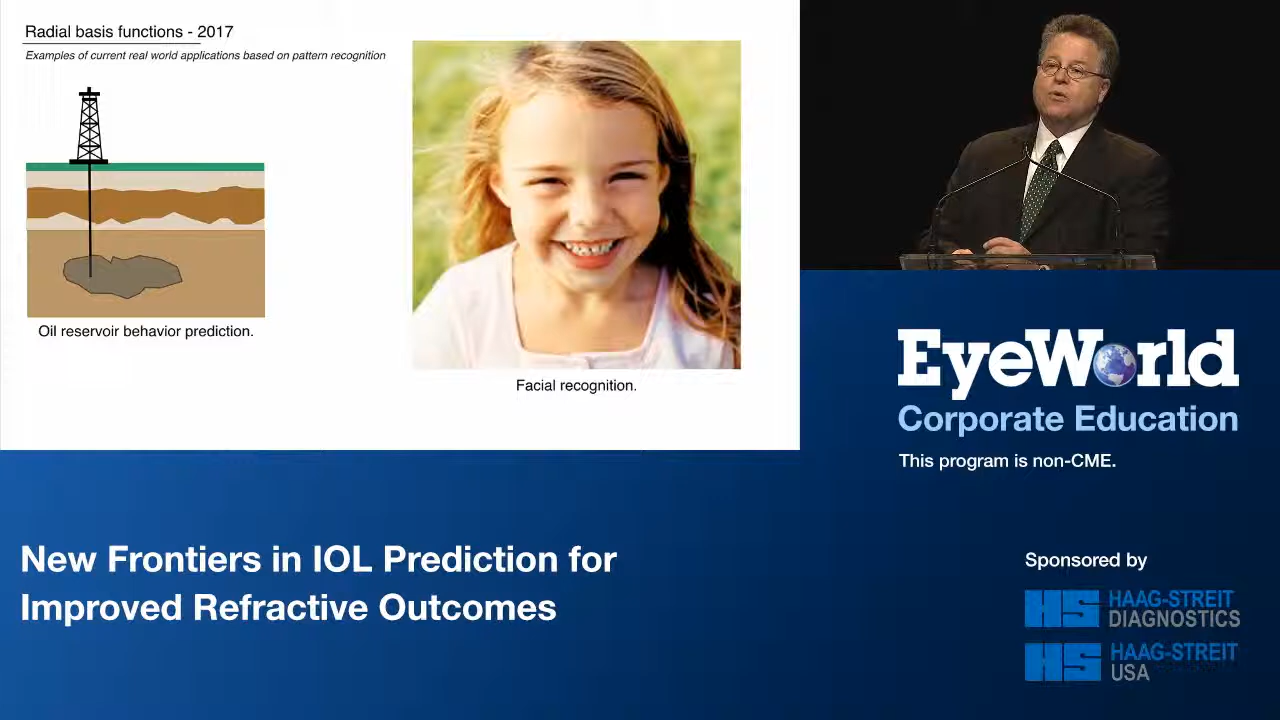 Radial basis functions - 2017
Examples of current real world applications based on pattern recognition
Oil reservoir behavior prediction.
Facial recognition.
EyeWorld
Corporate Education
This program is non-CME.
New Frontiers in IOL Prediction for
Improved Refractive Outcomes
Sponsored by
HS HAAG-STREIT
DIAGNOSTICS
HS HAAG-STREIT
USA